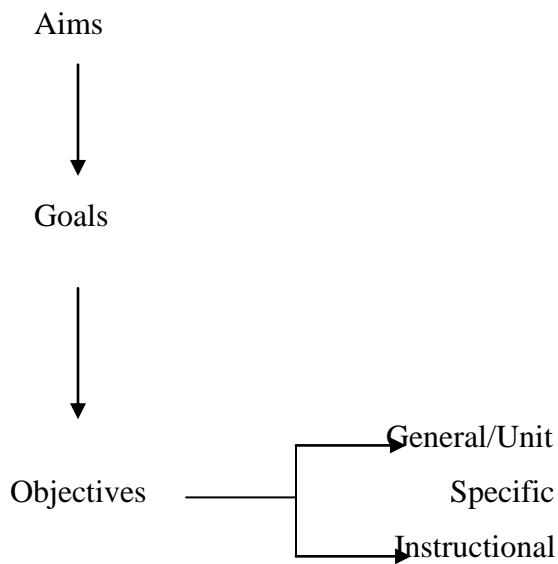 Aims
Goals
General/Unit
Objectives Specific
Instructional